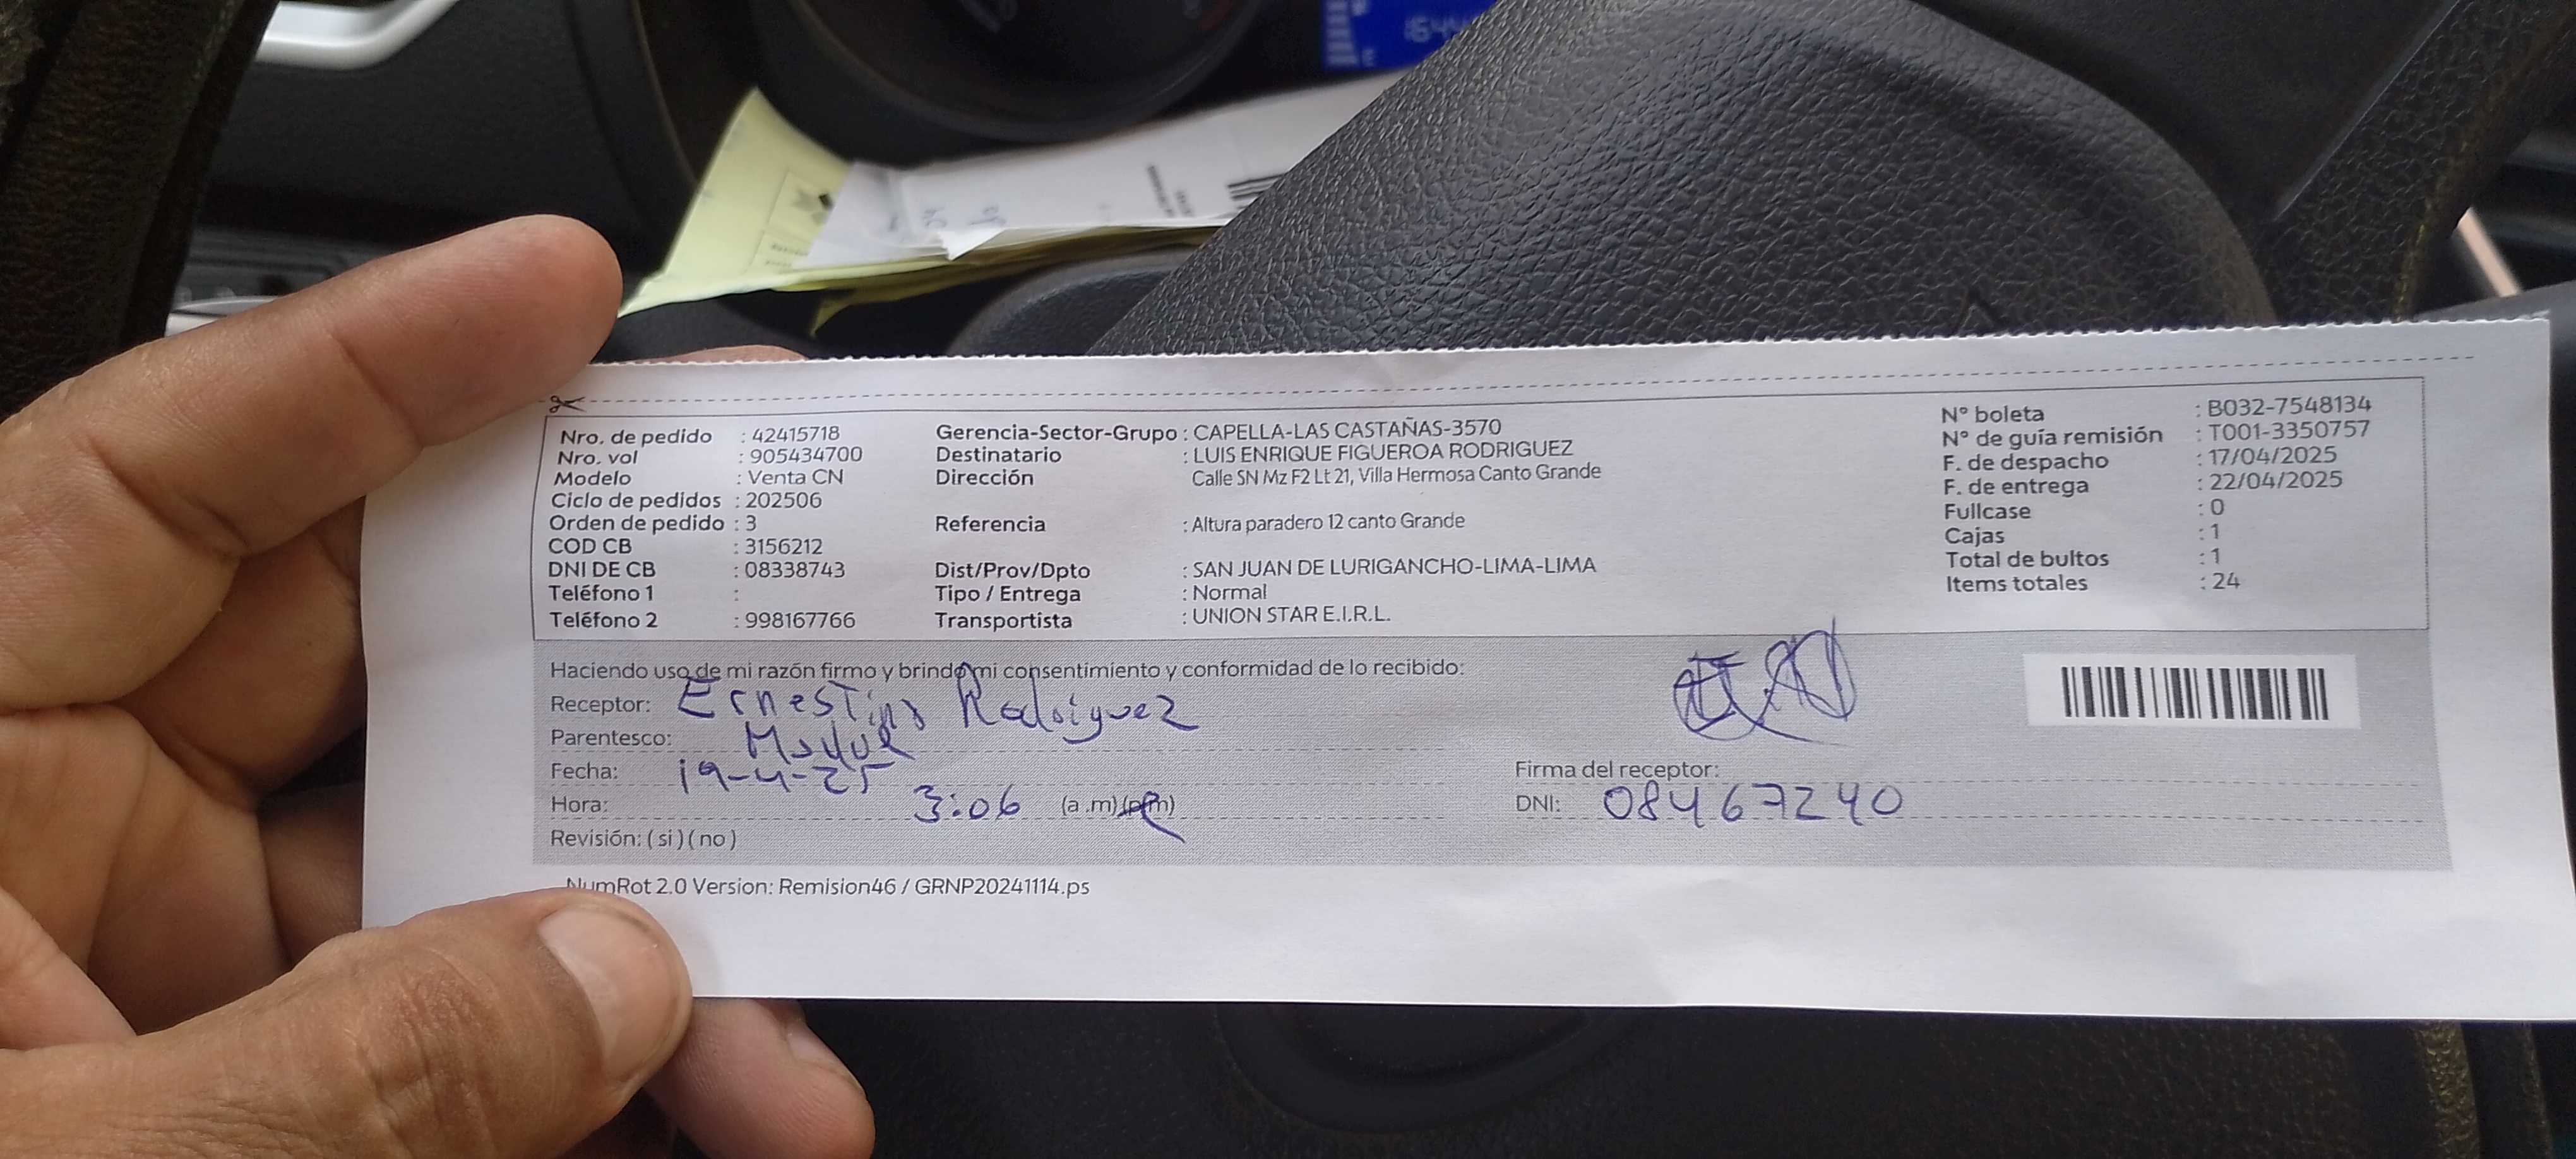 Nro. de pedido : 42415718
Nro. vol : 905434700
Modelo : Venta CN
Ciclo de pedidos : 202506
Orden de pedido : 3
COD CB : 3156212
DNI DE CB : 08338743
Teléfono 1 :
Teléfono 2 : 998167766
Gerencia-Sector-Grupo : CAPELLA-LAS CASTAÑAS-3570
Destinatario : LUIS ENRIQUE FIGUEROA RODRIGUEZ
Dirección Calle SN Mz F2 Lt 21, Villa Hermosa Canto Grande
Referencia : Altura paradero 12 canto Grande
Dist/Prov/Dpto : SAN JUAN DE LURIGANCHO-LIMA-LIMA
Tipo / Entrega : Normal
Transportista : UNION STAR E.I.R.L.
N° boleta : B032-7548134
N° de guía remisión : T001-3350757
F. de despacho : 17/04/2025
F. de entrega : 22/04/2025
Fullcase : 0
Cajas : 1
Total de bultos : 1
Items totales : 24
Haciendo uso de mi razón firmo y brindo mi consentimiento y conformidad de lo recibido:
Receptor: Rodriguez
Parentesco:
Fecha: 19-4-25
Hora: 3:06 (a.m)(p.m)
Revisión: ( si ) ( no )
Firma del receptor:
DNI: 08467240
NumRot 2.0 Version: Remision46 / GRNP20241114.ps